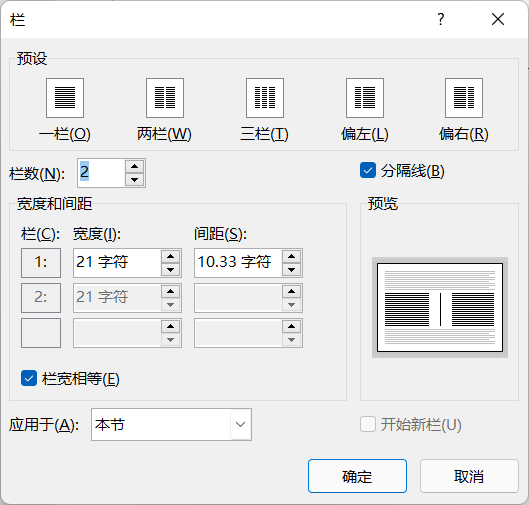 栏
?
预设
一栏(O) 两栏(W) 三栏(T) 偏左(L) 偏右(R)
栏数(N): 2 分隔线(B)
宽度和间距 预览
栏(C): 宽度(I): 间距(S):
1: 21 字符 10.33 字符
2: 21 字符
栏宽相等(E)
应用于(A): 本节 开始新栏(U)
确定 取消